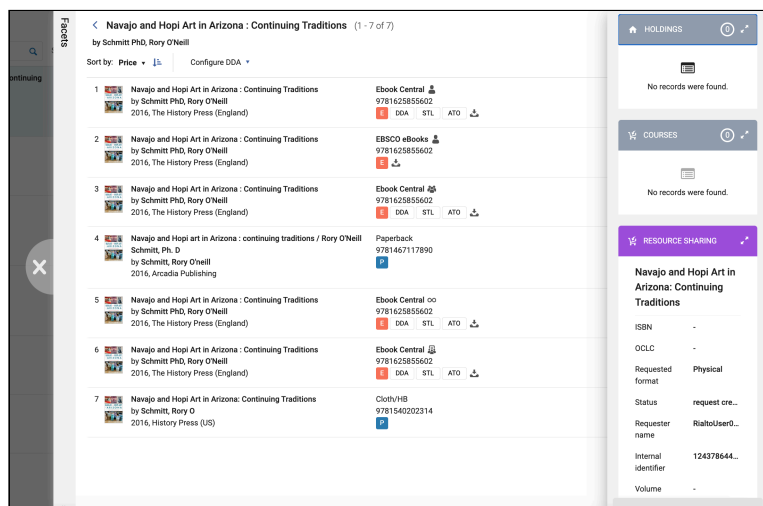 ontinuing
Facets
Navajo and Hopi Art in Arizona : Continuing Traditions (1 - 7 of 7)
by Schmitt PhD, Rory O'Neill
Sort by: Price
Configure DDA
1 Navajo and Hopi Art in Arizona : Continuing Traditions
by Schmitt PhD, Rory O'Neill
2016, The History Press (England)
Ebook Central
9781625855602
E DDA STL ATO
2 Navajo and Hopi Art in Arizona : Continuing Traditions
by Schmitt PhD, Rory O'Neill
2016, The History Press (England)
EBSCO eBooks
9781625855602
E
3 Navajo and Hopi Art in Arizona : Continuing Traditions
by Schmitt PhD, Rory O'Neill
2016, The History Press (England)
Ebook Central
9781625855602
E DDA STL ATO
4 Navajo and Hopi art in Arizona : continuing traditions / Rory O'Neill
Schmitt, Ph. D
by Schmitt, Rory O'neill
2016, Arcadia Publishing
Paperback
9781467117890
P
5 Navajo and Hopi Art in Arizona : Continuing Traditions
by Schmitt PhD, Rory O'Neill
2016, The History Press (England)
Ebook Central
9781625855602
E DDA STL ATO
6 Navajo and Hopi Art in Arizona : Continuing Traditions
by Schmitt PhD, Rory O'Neill
2016, The History Press (England)
Ebook Central
9781625855602
E DDA STL ATO
7 Navajo and Hopi Art in Arizona: Continuing Traditions
by Schmitt, Rory O
2016, History Press (US)
Cloth/HB
9781540202314
P
HOLDINGS 0
No records were found.
COURSES 0
No records were found.
RESOURCE SHARING
Navajo and Hopi Art in
Arizona: Continuing
Traditions
ISBN -
OCLC -
Requested format Physical
Status request cre...
Requester name RialtoUser0...
Internal identifier 124378644...
Volume -